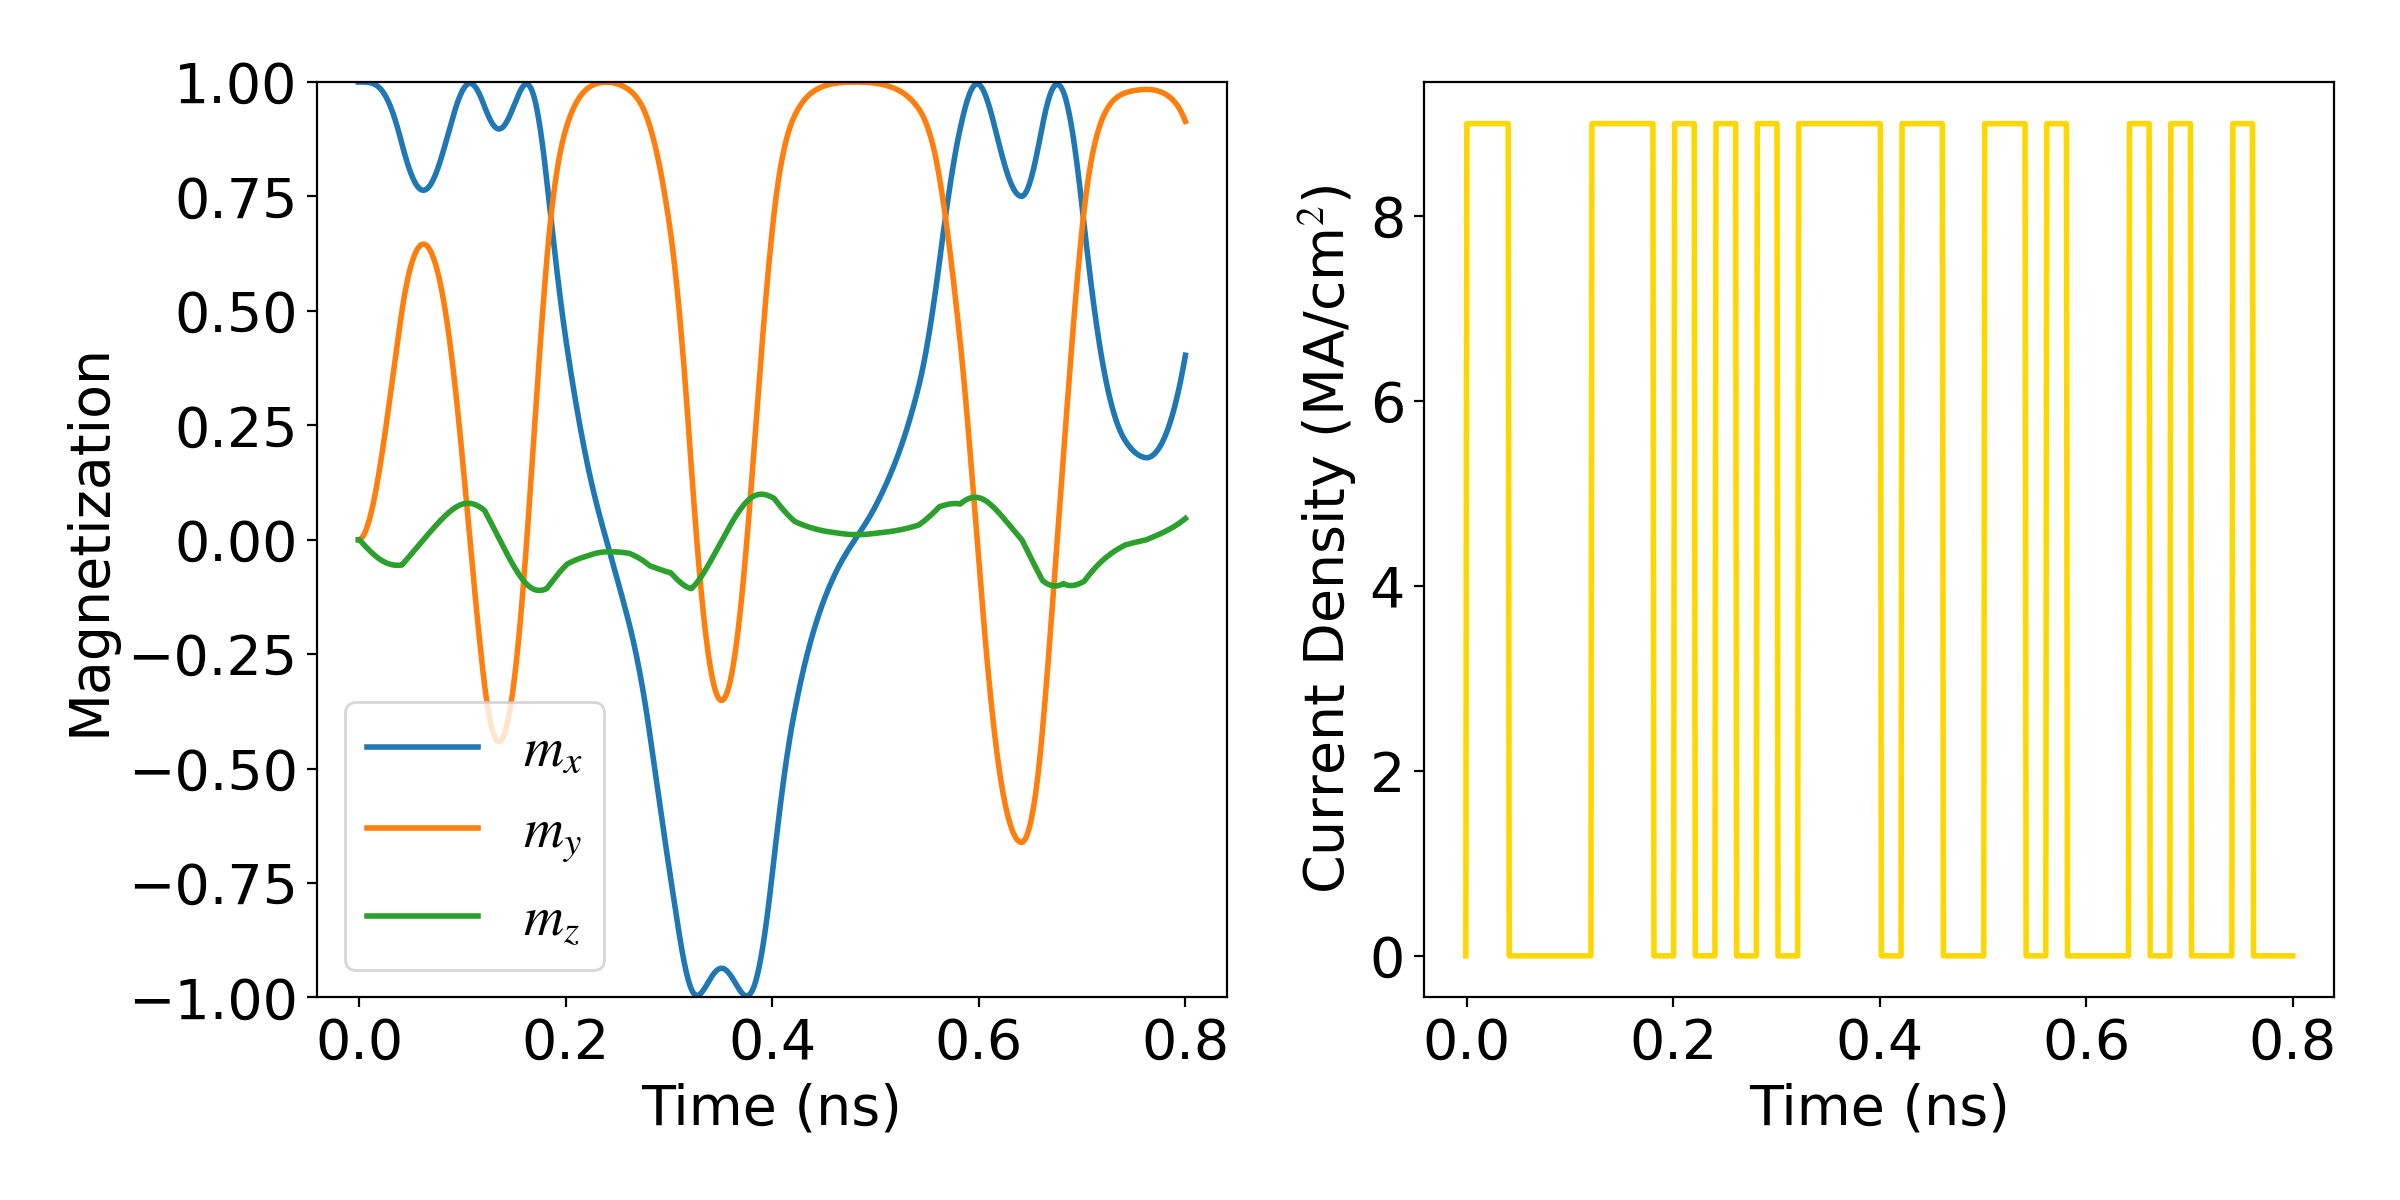 1.00
0.75
0.50
0.25
0.00
−0.25
−0.50
−0.75
−1.00
Magnetization
0.0 0.2 0.4 0.6 0.8
Time (ns)
m_x
m_y
m_z
8
6
4
2
0
Current Density (MA/cm²)
0.0 0.2 0.4 0.6 0.8
Time (ns)